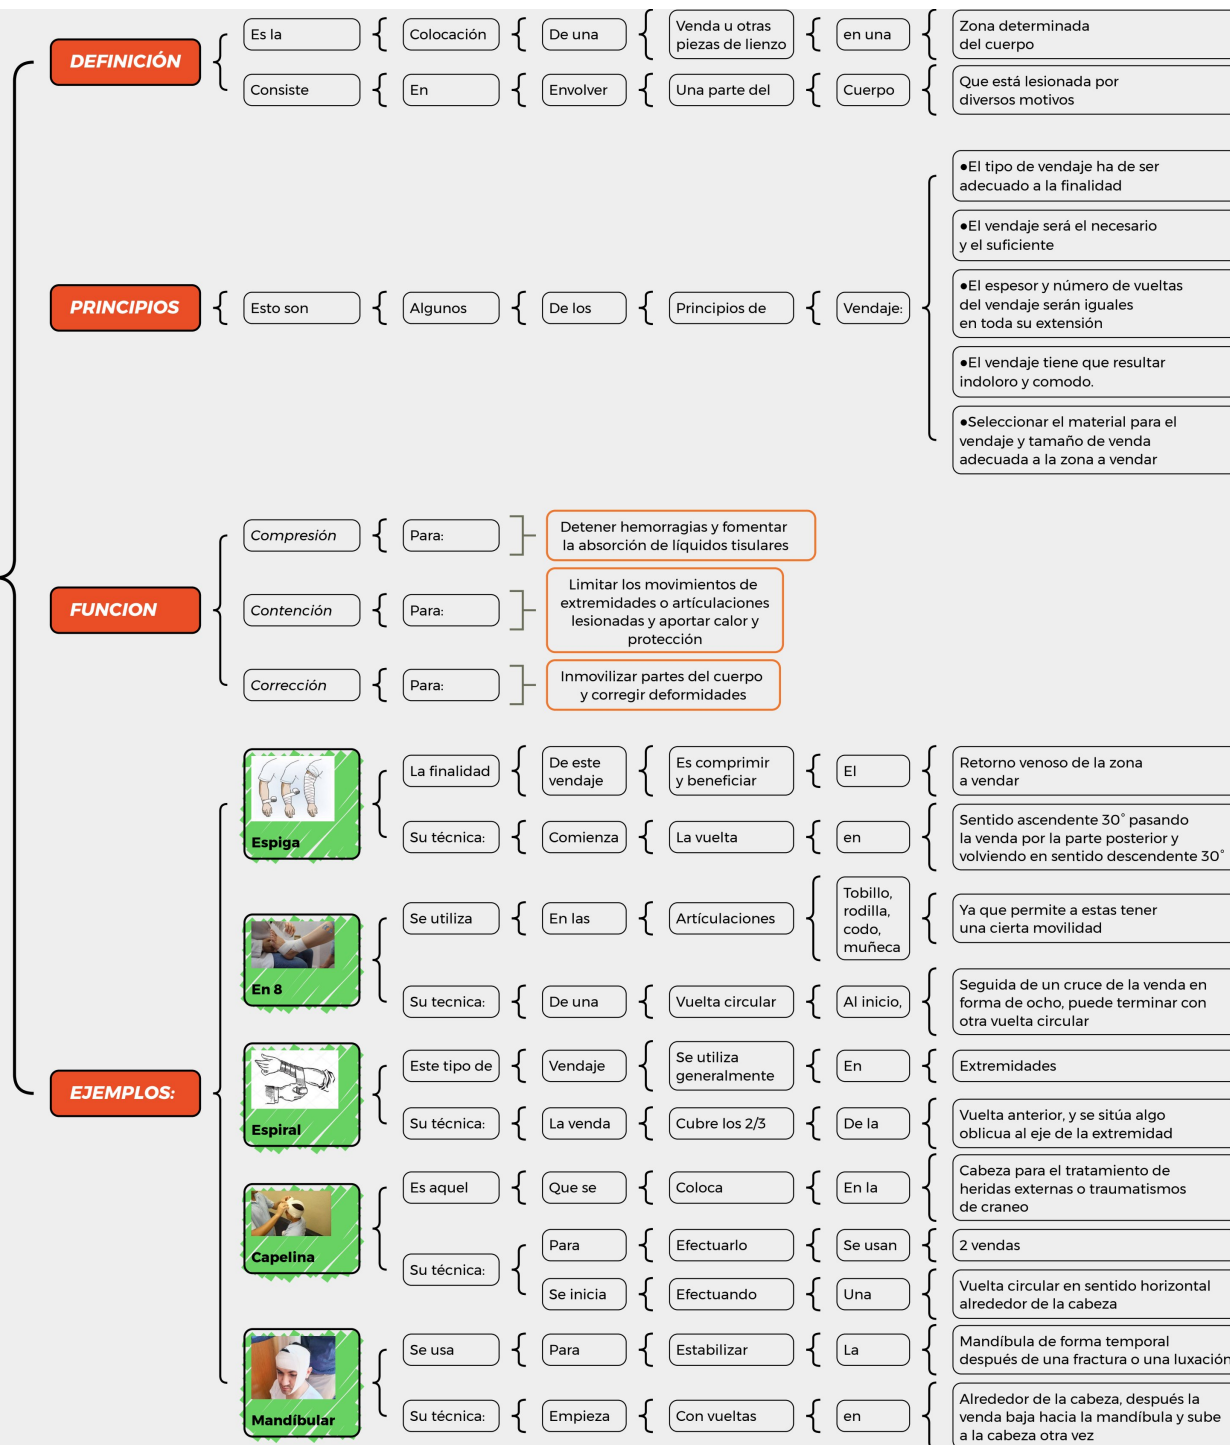 DEFINICIÓN
Es la
Colocación
De una
Venda u otras
piezas de lienzo
en una
Zona determinada
del cuerpo
Consiste
En
Envolver
Una parte del
Cuerpo
Que está lesionada por
diversos motivos
PRINCIPIOS
Esto son
Algunos
De los
Principios de
Vendaje:
●El tipo de vendaje ha de ser
adecuado a la finalidad
●El vendaje será el necesario
y el suficiente
●El espesor y número de vueltas
del vendaje serán iguales
en toda su extensión
●El vendaje tiene que resultar
indoloro y comodo.
●Seleccionar el material para el
vendaje y tamaño de venda
adecuada a la zona a vendar
FUNCION
Compresión
Para:
Detener hemorragias y fomentar
la absorción de líquidos tisulares
Contención
Para:
Limitar los movimientos de
extremidades o artículaciones
lesionadas y aportar calor y
protección
Corrección
Para:
Inmovilizar partes del cuerpo
y corregir deformidades
EJEMPLOS:
Espiga
La finalidad
De este
vendaje
Es comprimir
y beneficiar
El
Retorno venoso de la zona
a vendar
Su técnica:
Comienza
La vuelta
en
Sentido ascendente 30° pasando
la venda por la parte posterior y
volviendo en sentido descendente 30°
En 8
Se utiliza
En las
Artículaciones
Tobillo,
rodilla,
codo,
muñeca
Ya que permite a estas tener
una cierta movilidad
Su tecnica:
De una
Vuelta circular
Al inicio,
Seguida de un cruce de la venda en
forma de ocho, puede terminar con
otra vuelta circular
Espiral
Este tipo de
Vendaje
Se utiliza
generalmente
En
Extremidades
Su técnica:
La venda
Cubre los 2/3
De la
Vuelta anterior, y se sitúa algo
oblicua al eje de la extremidad
Capelina
Es aquel
Que se
Coloca
En la
Cabeza para el tratamiento de
heridas externas o traumatismos
de craneo
Su técnica:
Para
Efectuarlo
Se usan
2 vendas
Se inicia
Efectuando
Una
Vuelta circular en sentido horizontal
alrededor de la cabeza
Mandíbular
Se usa
Para
Estabilizar
La
Mandíbula de forma temporal
después de una fractura o una luxación
Su técnica:
Empieza
Con vueltas
en
Alrededor de la cabeza, después la
venda baja hacia la mandíbula y sube
a la cabeza otra vez